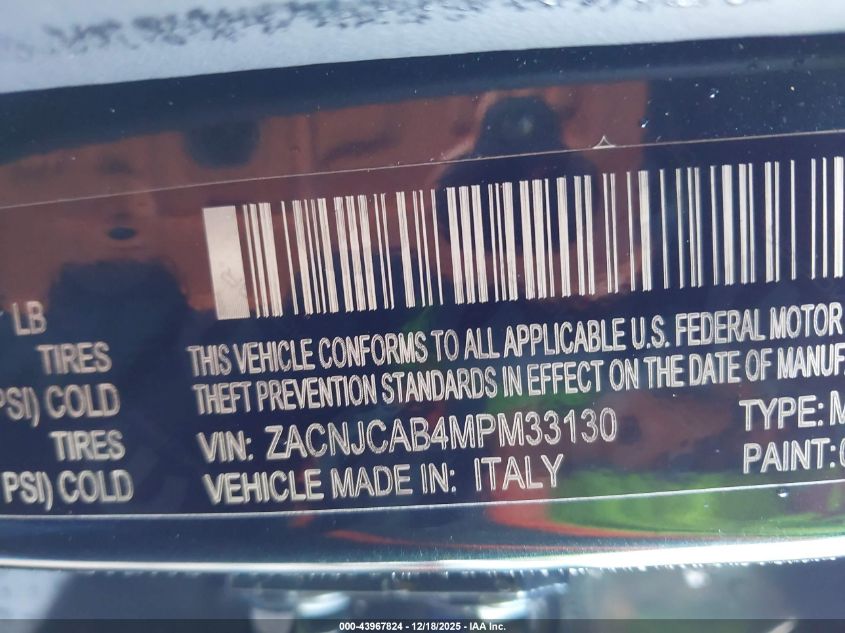 LB
TIRES
PSI) COLD
TIRES
PSI) COLD
THIS VEHICLE CONFORMS TO ALL APPLICABLE U.S. FEDERAL MOTOR
THEFT PREVENTION STANDARDS IN EFFECT ON THE DATE OF MANUF
VIN: ZACNJCAB4MPM33130
TYPE: M
VEHICLE MADE IN: ITALY
PAINT:
000-43967824 - 12/18/2025 - IAA Inc.